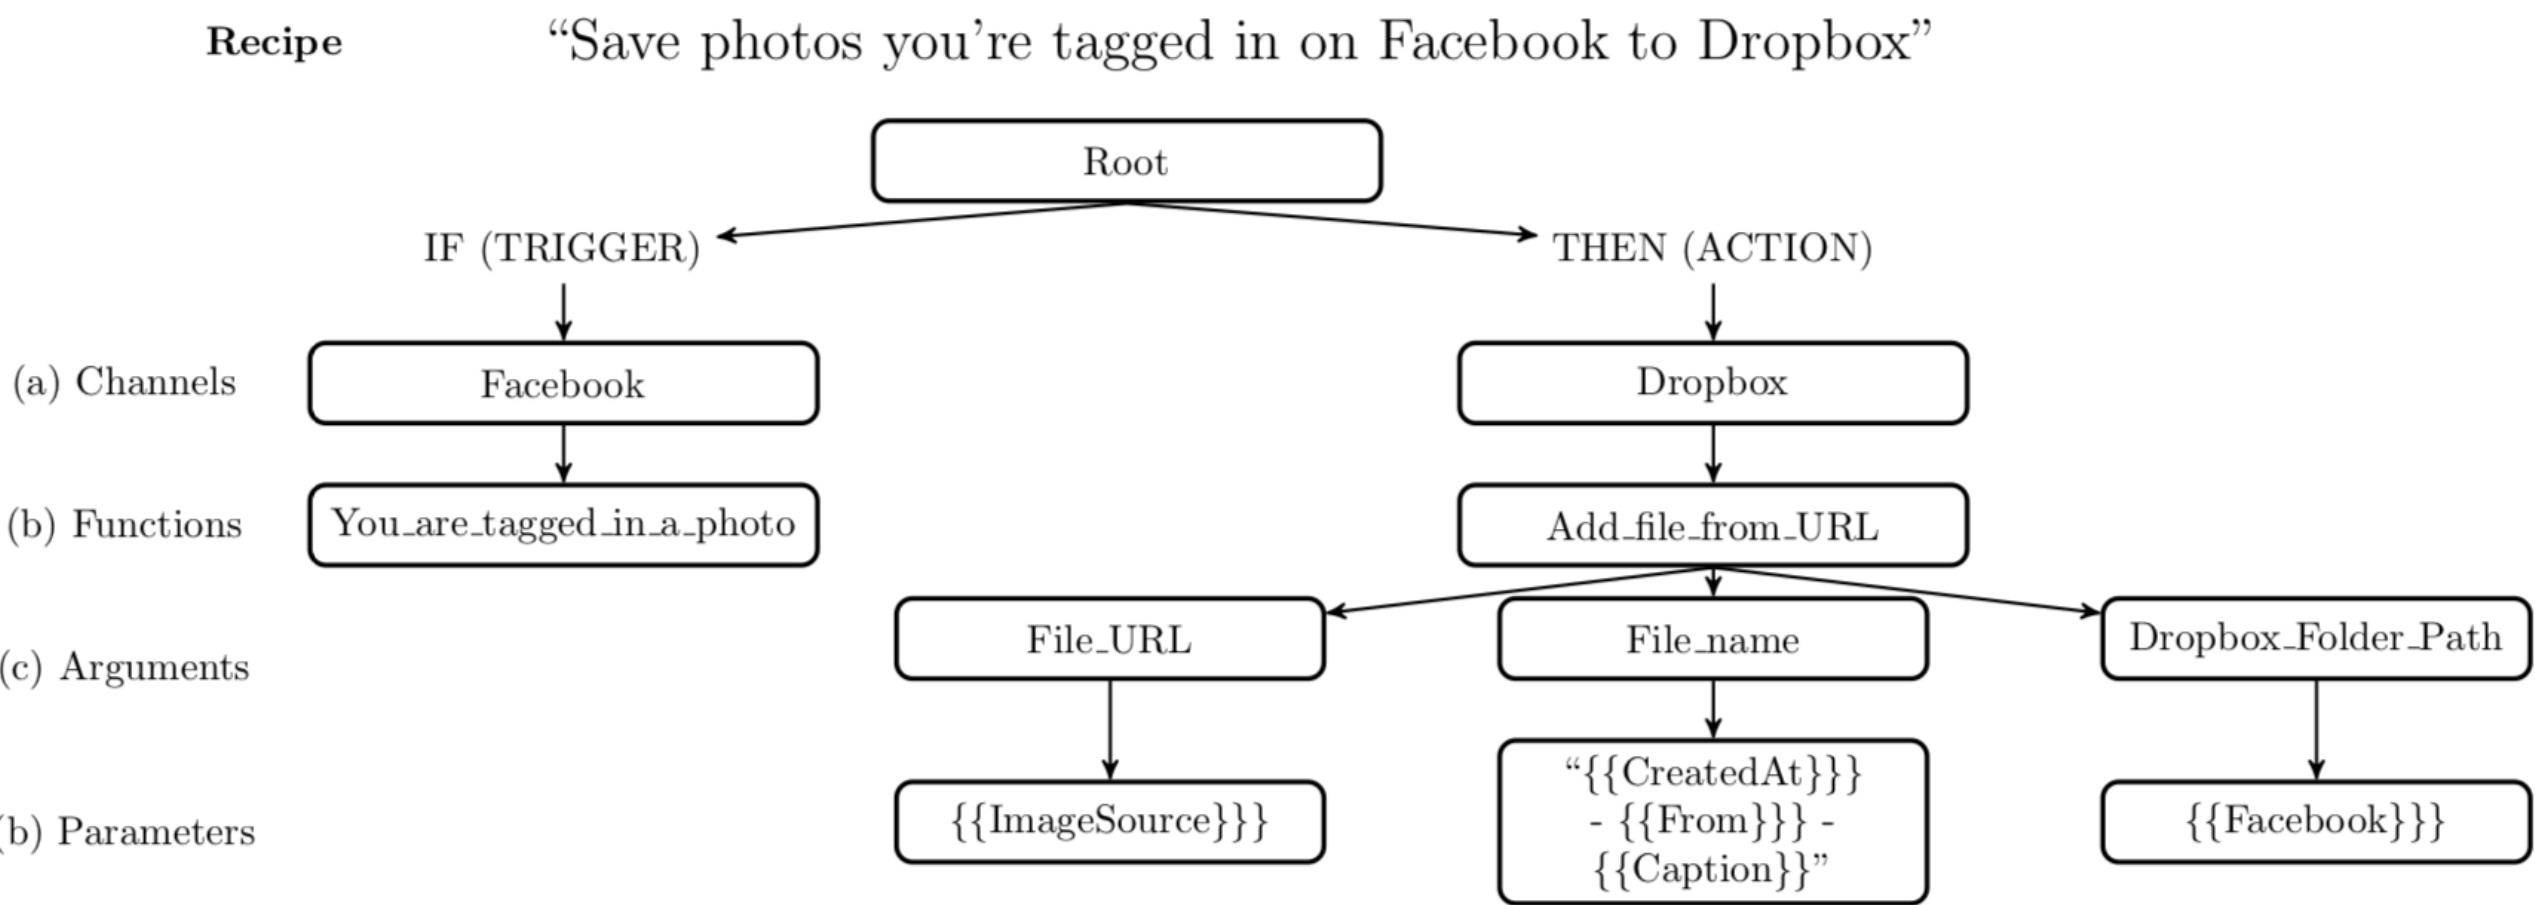 Recipe “Save photos you're tagged in on Facebook to Dropbox”
Root
IF (TRIGGER) THEN (ACTION)
(a) Channels Facebook Dropbox
(b) Functions You_are_tagged_in_a_photo Add_file_from_URL
(c) Arguments File_URL File_name Dropbox_Folder_Path
“{{CreatedAt}}}
(b) Parameters {{ImageSource}}} - {{From}}} - {{Facebook}}}
{{Caption}}”